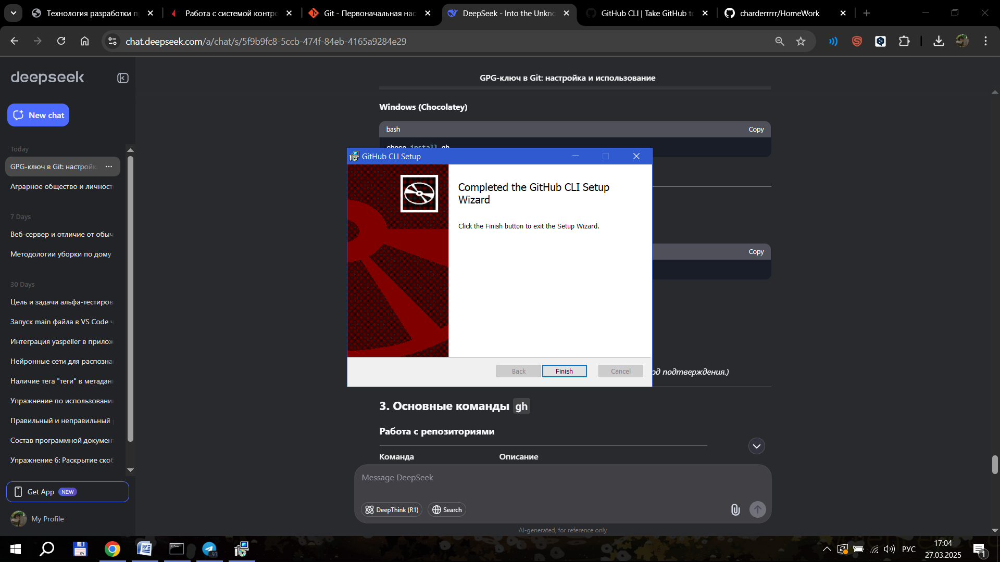 Технология разработки п
Работа с системой контро
Git - Первоначальная нас
DeepSeek - Into the Unkno
GitHub CLI | Take GitHub to
charderrrrr/HomeWork
chat.deepseek.com/a/chat/s/5f9b9fc8-5ccb-474f-84eb-4165a9284e29
deepseek
New chat
Today
GPG-ключ в Git: настройк
Аграрное общество и личност
7 Days
Веб-сервер и отличие от обыч
Методологии уборки по дому
30 Days
Цель и задачи альфа-тестиров
Запуск main файла в VS Code ч
Интеграция yaspeller в прилож
Нейронные сети для распозна
Наличие тега "теги" в метадан
Упражнение по использовани
Правильный и неправильный
Состав программной документ
Упражнение 6: Раскрытие скоб
Get App NEW
My Profile
GPG-ключ в Git: настройка и использование
Windows (Chocolatey)
bash Copy
choco install gh
GitHub CLI Setup
Completed the GitHub CLI Setup
Wizard
Click the Finish button to exit the Setup Wizard.
Copy
Back Finish Cancel
од подтверждения.)
3. Основные команды gh
Работа с репозиториями
Команда Описание
Message DeepSeek
DeepThink (R1) Search
AI-generated, for reference only
64
93
РУС
17:04
27.03.2025
1